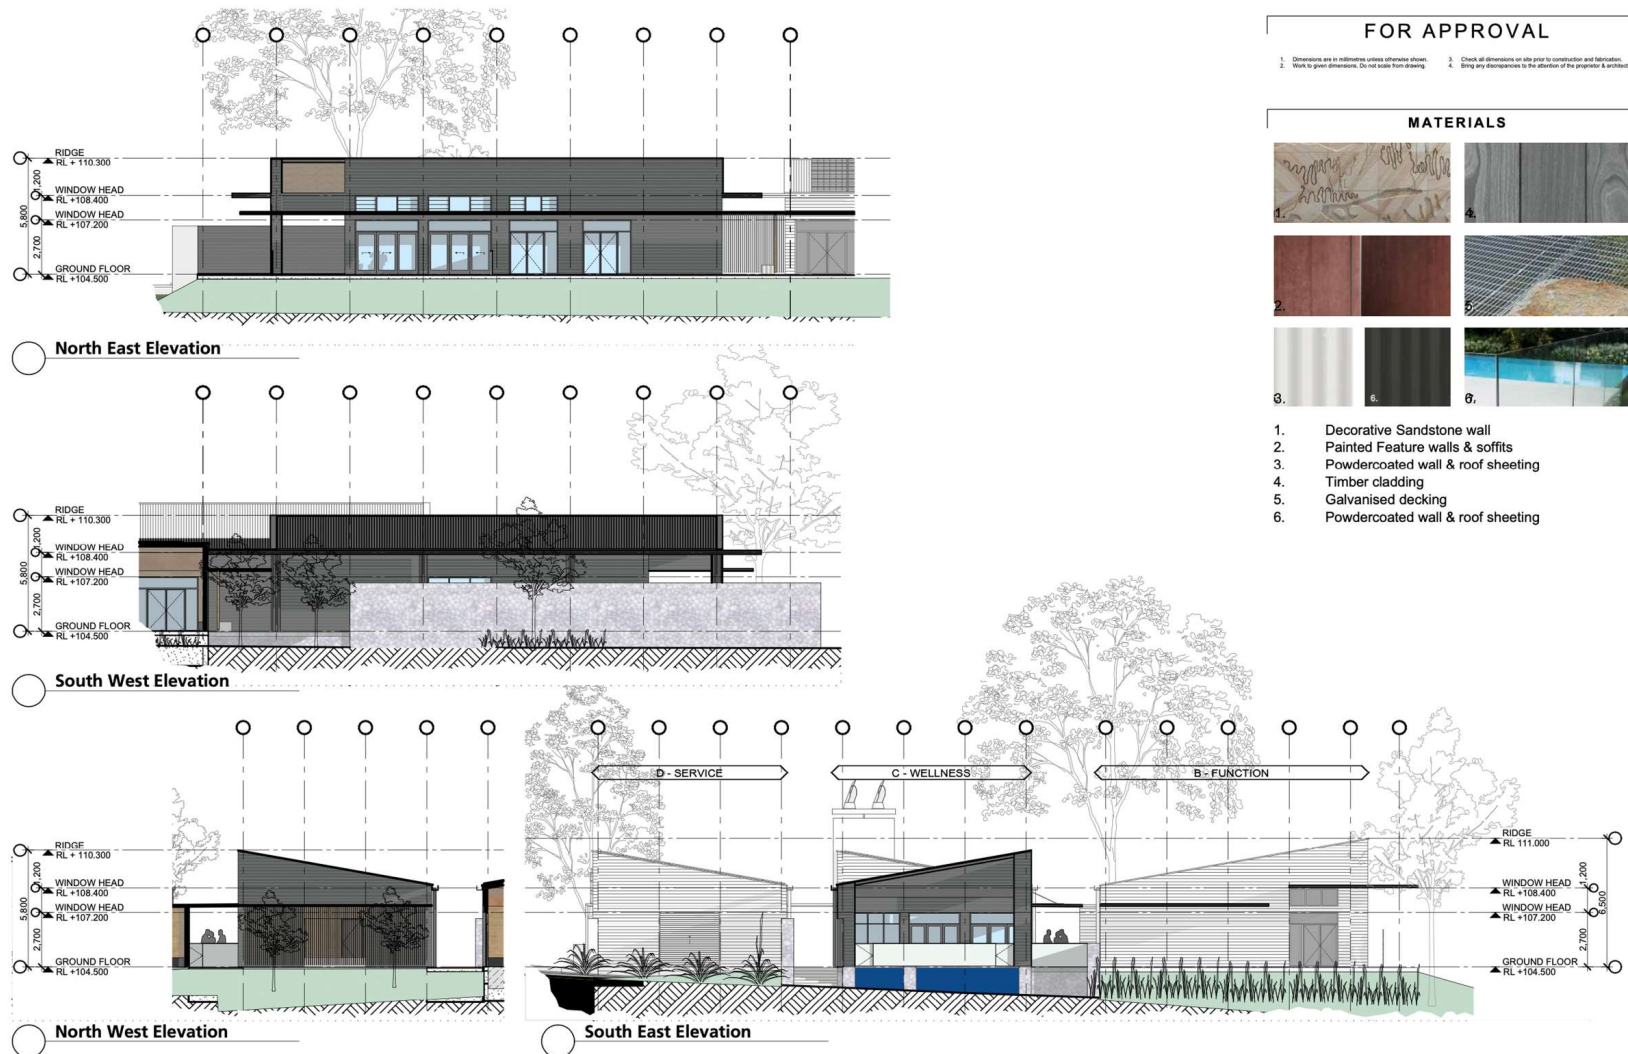 FOR APPROVAL
1. Dimensions are in millimetres unless otherwise shown.
2. Work to given dimensions. Do not scale from drawing.
3. Check all dimensions on site prior to construction and fabrication.
4. Bring any discrepancies to the attention of the proprietor & architect
MATERIALS
1.
4.
2.
5.
3.
6.
6.
1. Decorative Sandstone wall
2. Painted Feature walls & soffits
3. Powdercoated wall & roof sheeting
4. Timber cladding
5. Galvanised decking
6. Powdercoated wall & roof sheeting
RIDGE
RL + 110.300
WINDOW HEAD
RL +108.400
WINDOW HEAD
RL +107.200
GROUND FLOOR
RL +104.500
5,800
1,200
2,700
North East Elevation
RIDGE
RL + 110.300
WINDOW HEAD
RL +108.400
WINDOW HEAD
RL +107.200
GROUND FLOOR
RL +104.500
5,800
1,200
2,700
South West Elevation
RIDGE
RL + 110.300
WINDOW HEAD
RL +108.400
WINDOW HEAD
RL +107.200
GROUND FLOOR
RL +104.500
5,800
1,200
2,700
North West Elevation
D - SERVICE
C - WELLNESS
B - FUNCTION
RIDGE
RL 111.000
WINDOW HEAD
RL +108.400
WINDOW HEAD
RL +107.200
GROUND FLOOR
RL +104.500
1,200
6,500
2,700
South East Elevation